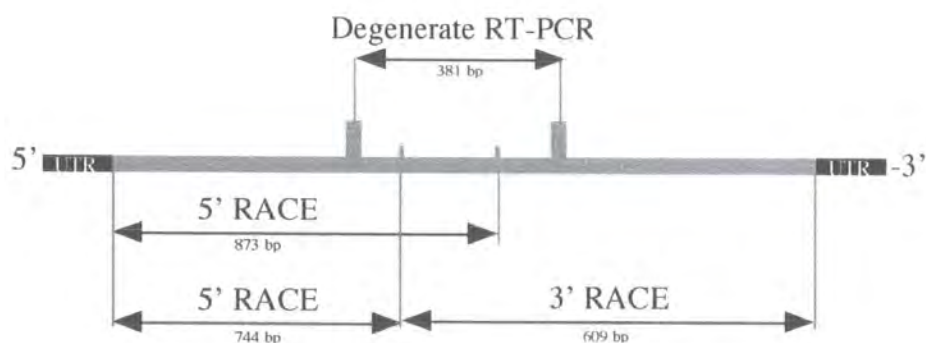 Degenerate RT-PCR
381 bp
5’ UTR UTR -3’
5’ RACE
873 bp
5’ RACE 3’ RACE
744 bp 609 bp